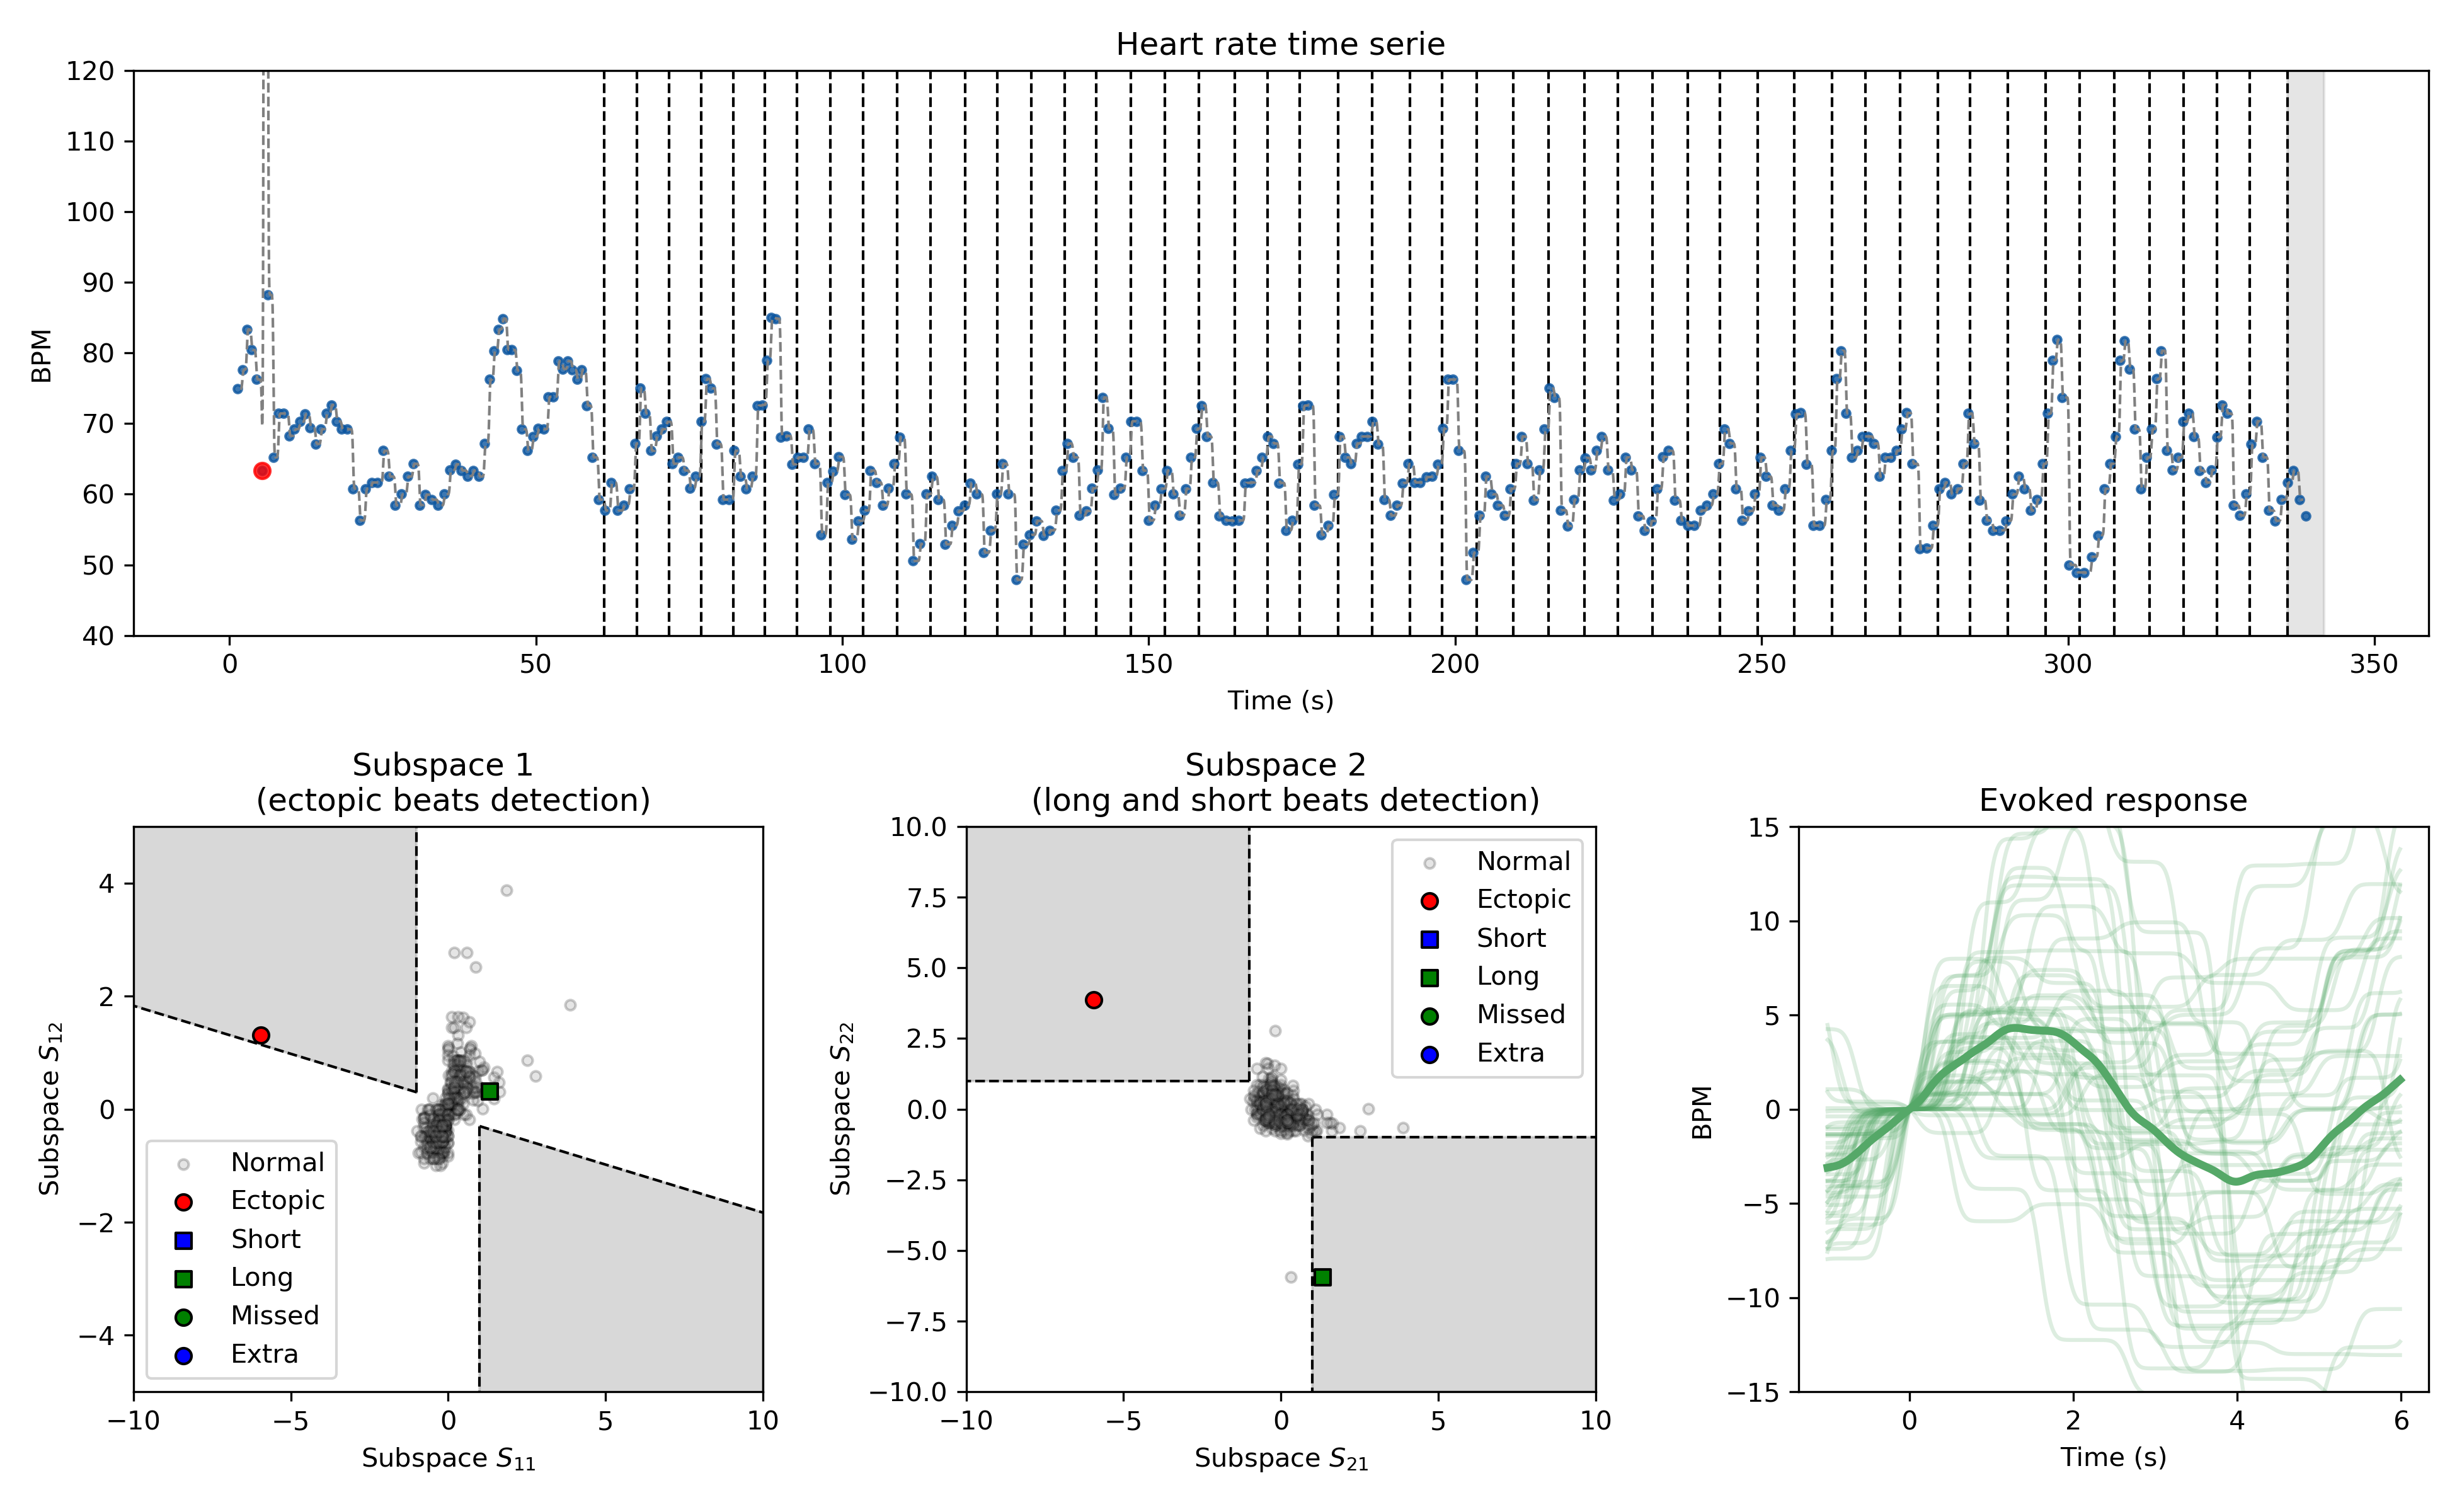 Heart rate time serie
120
110
100
90
80
70
60
50
40
BPM
0 50 100 150 200 250 300 350
Time (s)
Subspace 1
(ectopic beats detection)
4
2
0
−2
−4
Subspace S12
Normal
Ectopic
Short
Long
Missed
Extra
−10 −5 0 5 10
Subspace S11
Subspace 2
(long and short beats detection)
10.0
7.5
5.0
2.5
0.0
−2.5
−5.0
−7.5
−10.0
Subspace S22
Normal
Ectopic
Short
Long
Missed
Extra
−10 −5 0 5 10
Subspace S21
Evoked response
15
10
5
0
−5
−10
−15
BPM
0 2 4 6
Time (s)